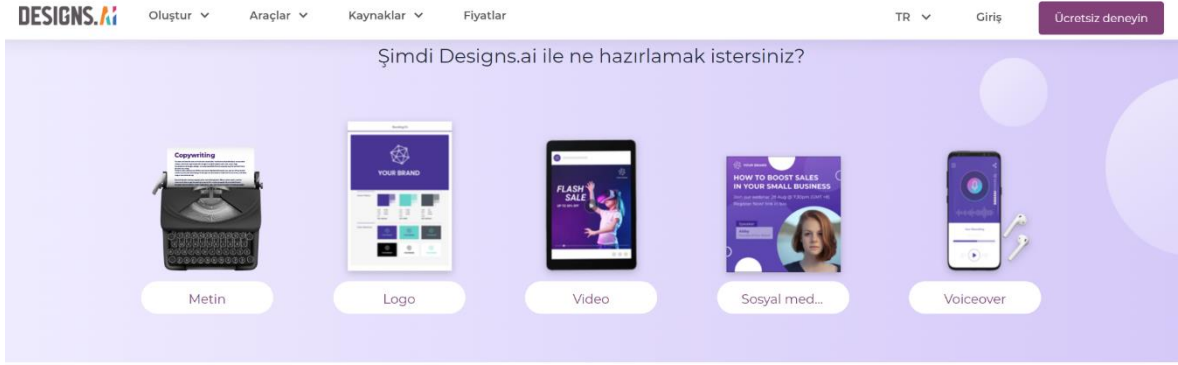 DESIGNS.Ai
Oluştur
Araçlar
Kaynaklar
Fiyatlar
TR
Giriş
Ücretsiz deneyin
Şimdi Designs.ai ile ne hazırlamak istersiniz?
Copywriting
YOUR BRAND
FLASH
SALE
HOW TO BOOST SALES
IN YOUR SMALL BUSINESS
Metin
Logo
Video
Sosyal med...
Voiceover